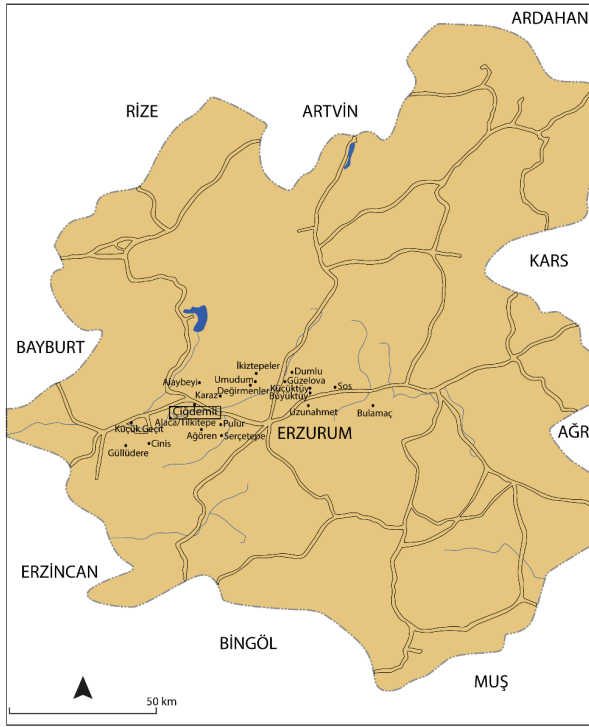 ARDAHAN
RİZE
ARTVİN
KARS
BAYBURT
İkiztepeler
Dumlu
Alaybeyi
Umudum
Güzelova
Değirmenler
Küçüktüy
Sos
Karaz
Büyüktüy
Çiğdemli
Uzunahmet
Bulamaç
Alaca/Tilkitepe
Pulur
Küçük Geçit
Ağören
Serçetepe
ERZURUM
AĞR
Cinis
Güllüdere
ERZİNCAN
BİNGÖL
MUŞ
50 km